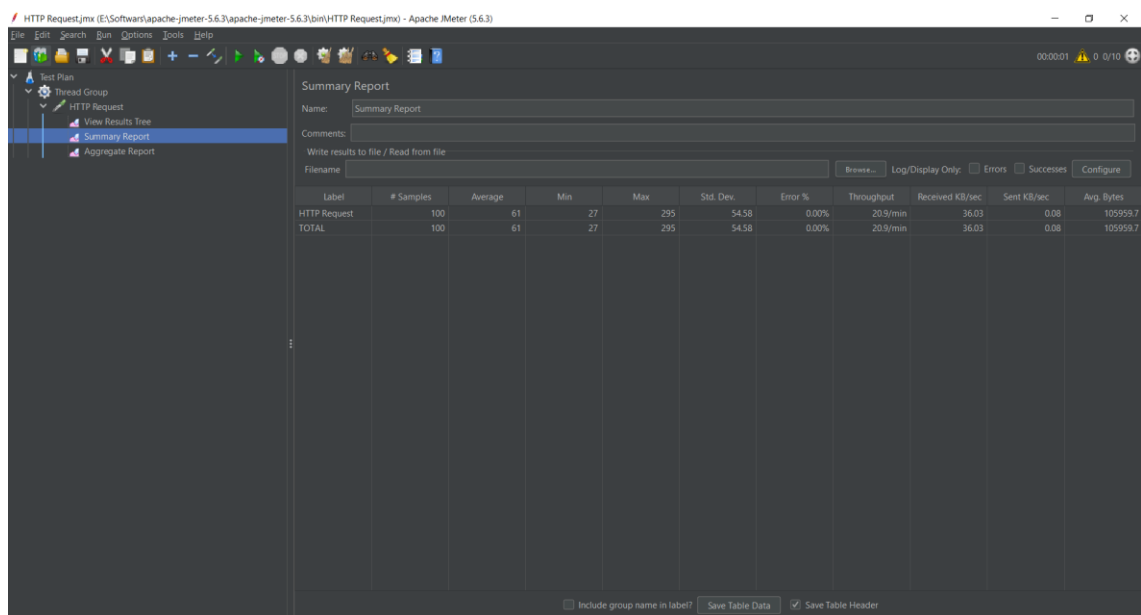 HTTP Request.jmx (E:\Softwars\apache-jmeter-5.6.3\apache-jmeter-5.6.3\bin\HTTP Request.jmx) - Apache JMeter (5.6.3)
File Edit Search Run Options Tools Help
00:00:01 0 0/10
Test Plan
Thread Group
HTTP Request
View Results Tree
Summary Report
Aggregate Report
Summary Report
Name: Summary Report
Comments:
Write results to file / Read from file
Filename Browse... Log/Display Only: Errors Successes Configure
Label # Samples Average Min Max Std. Dev. Error % Throughput Received KB/sec Sent KB/sec Avg. Bytes
HTTP Request 100 61 27 295 54.58 0.00% 20.9/min 36.03 0.08 105959.7
TOTAL 100 61 27 295 54.58 0.00% 20.9/min 36.03 0.08 105959.7
Include group name in label? Save Table Data Save Table Header